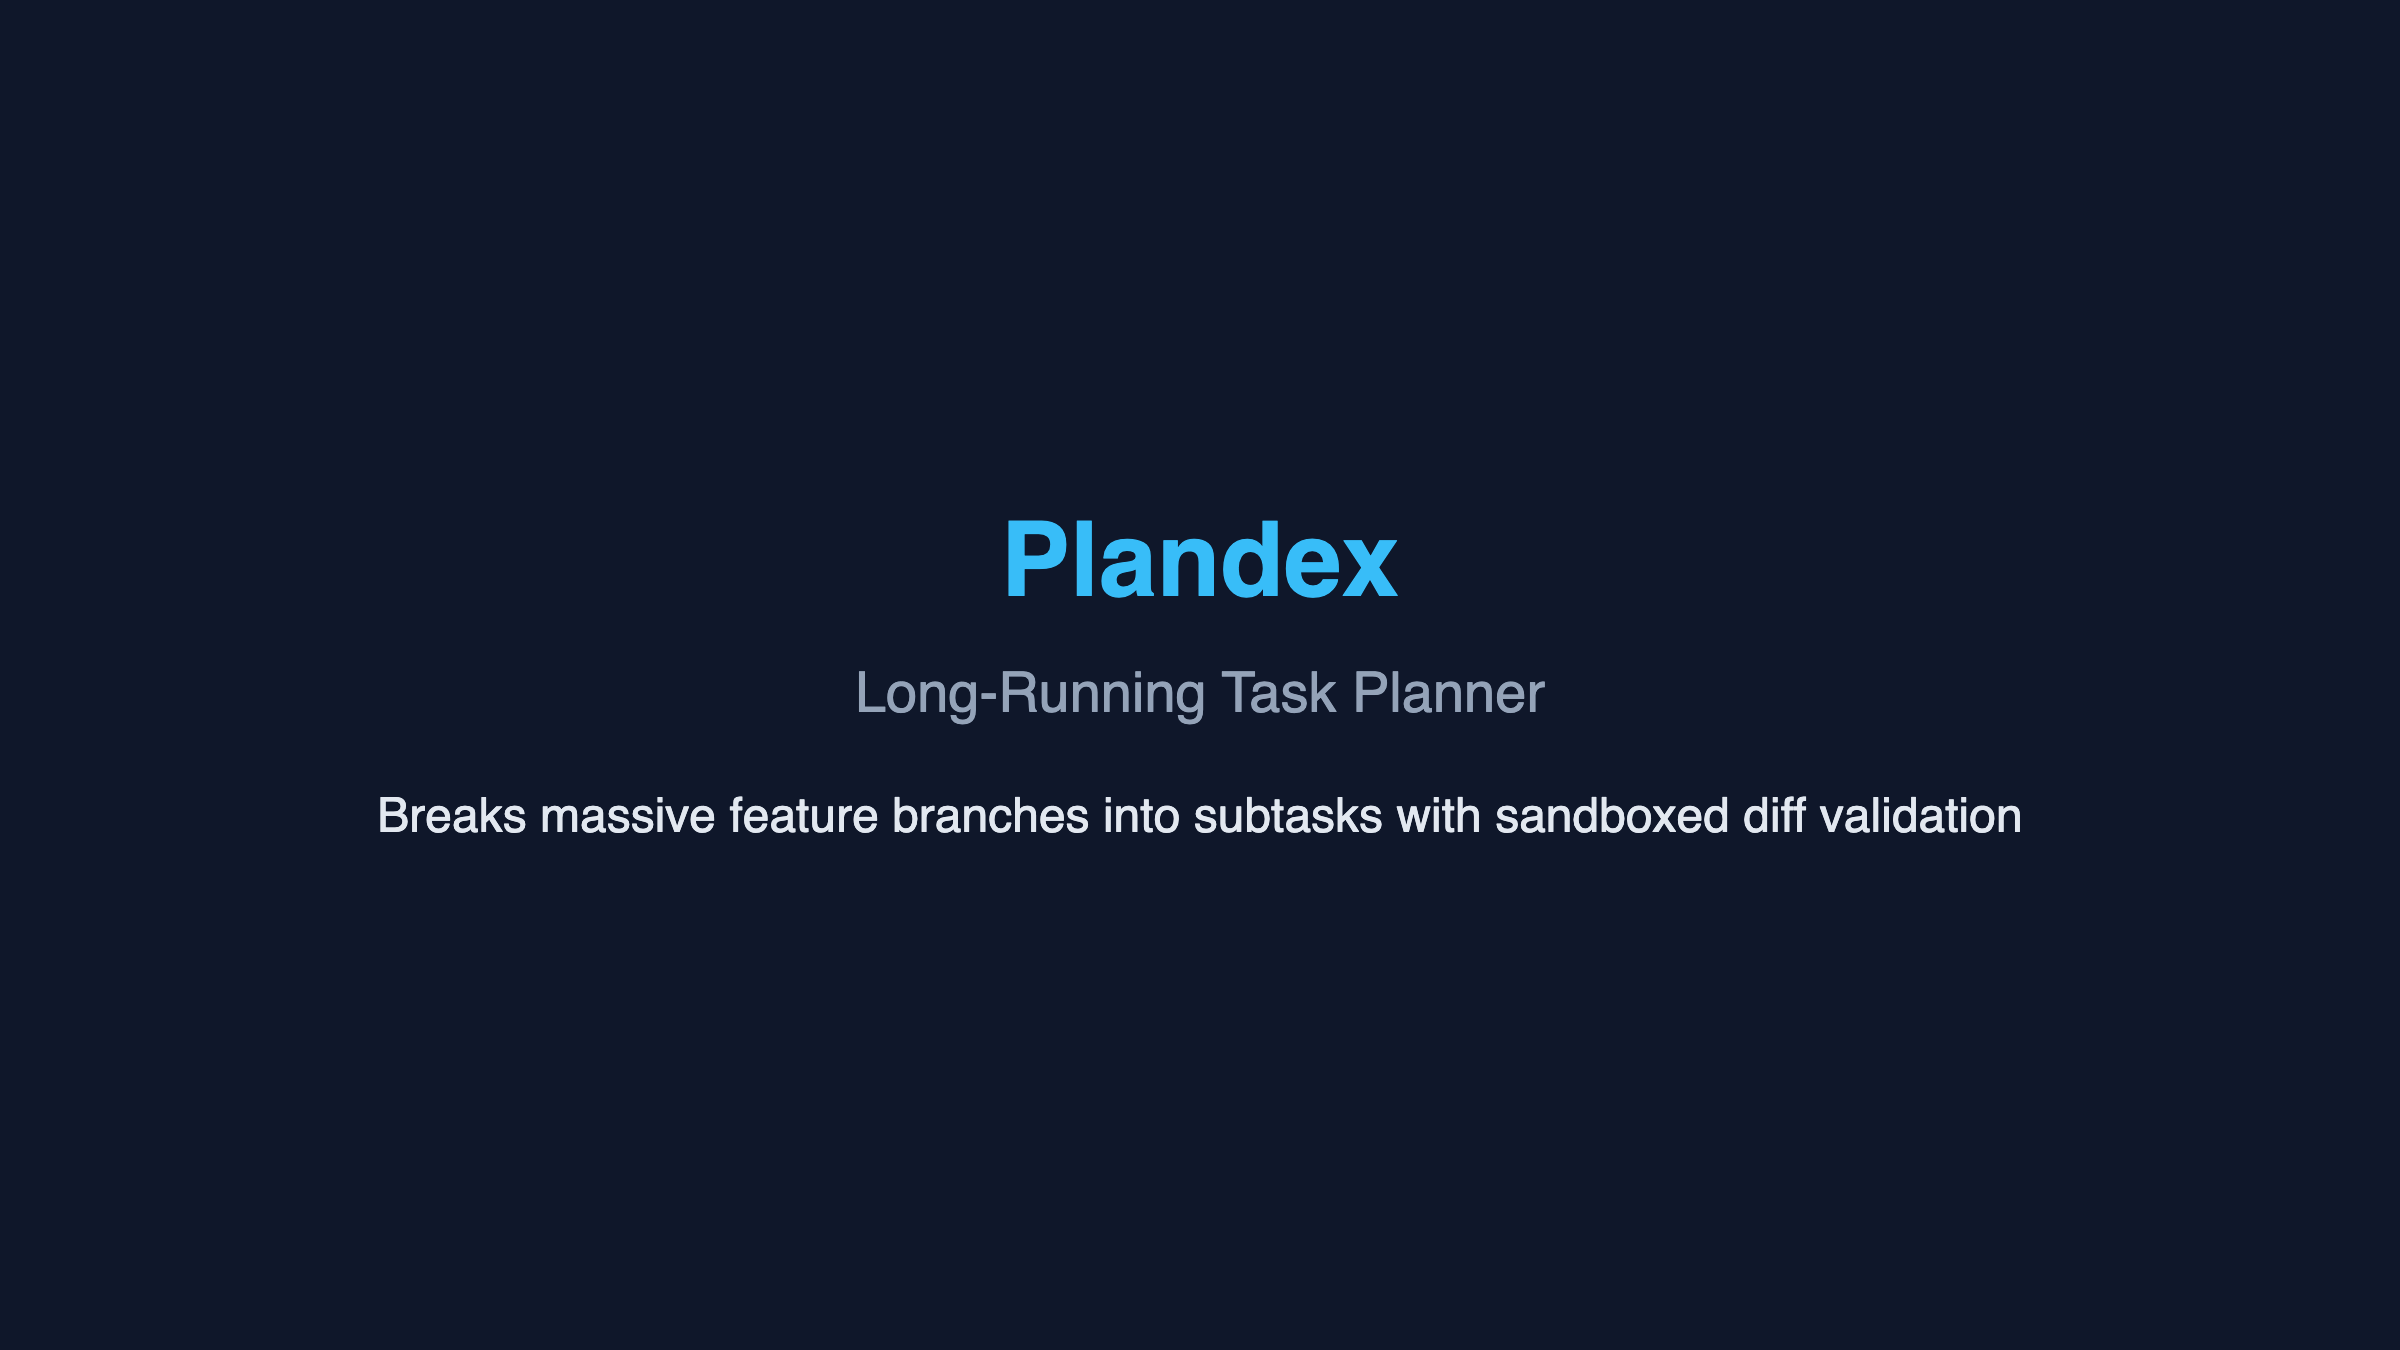 Plandex
Long-Running Task Planner
Breaks massive feature branches into subtasks with sandboxed diff validation